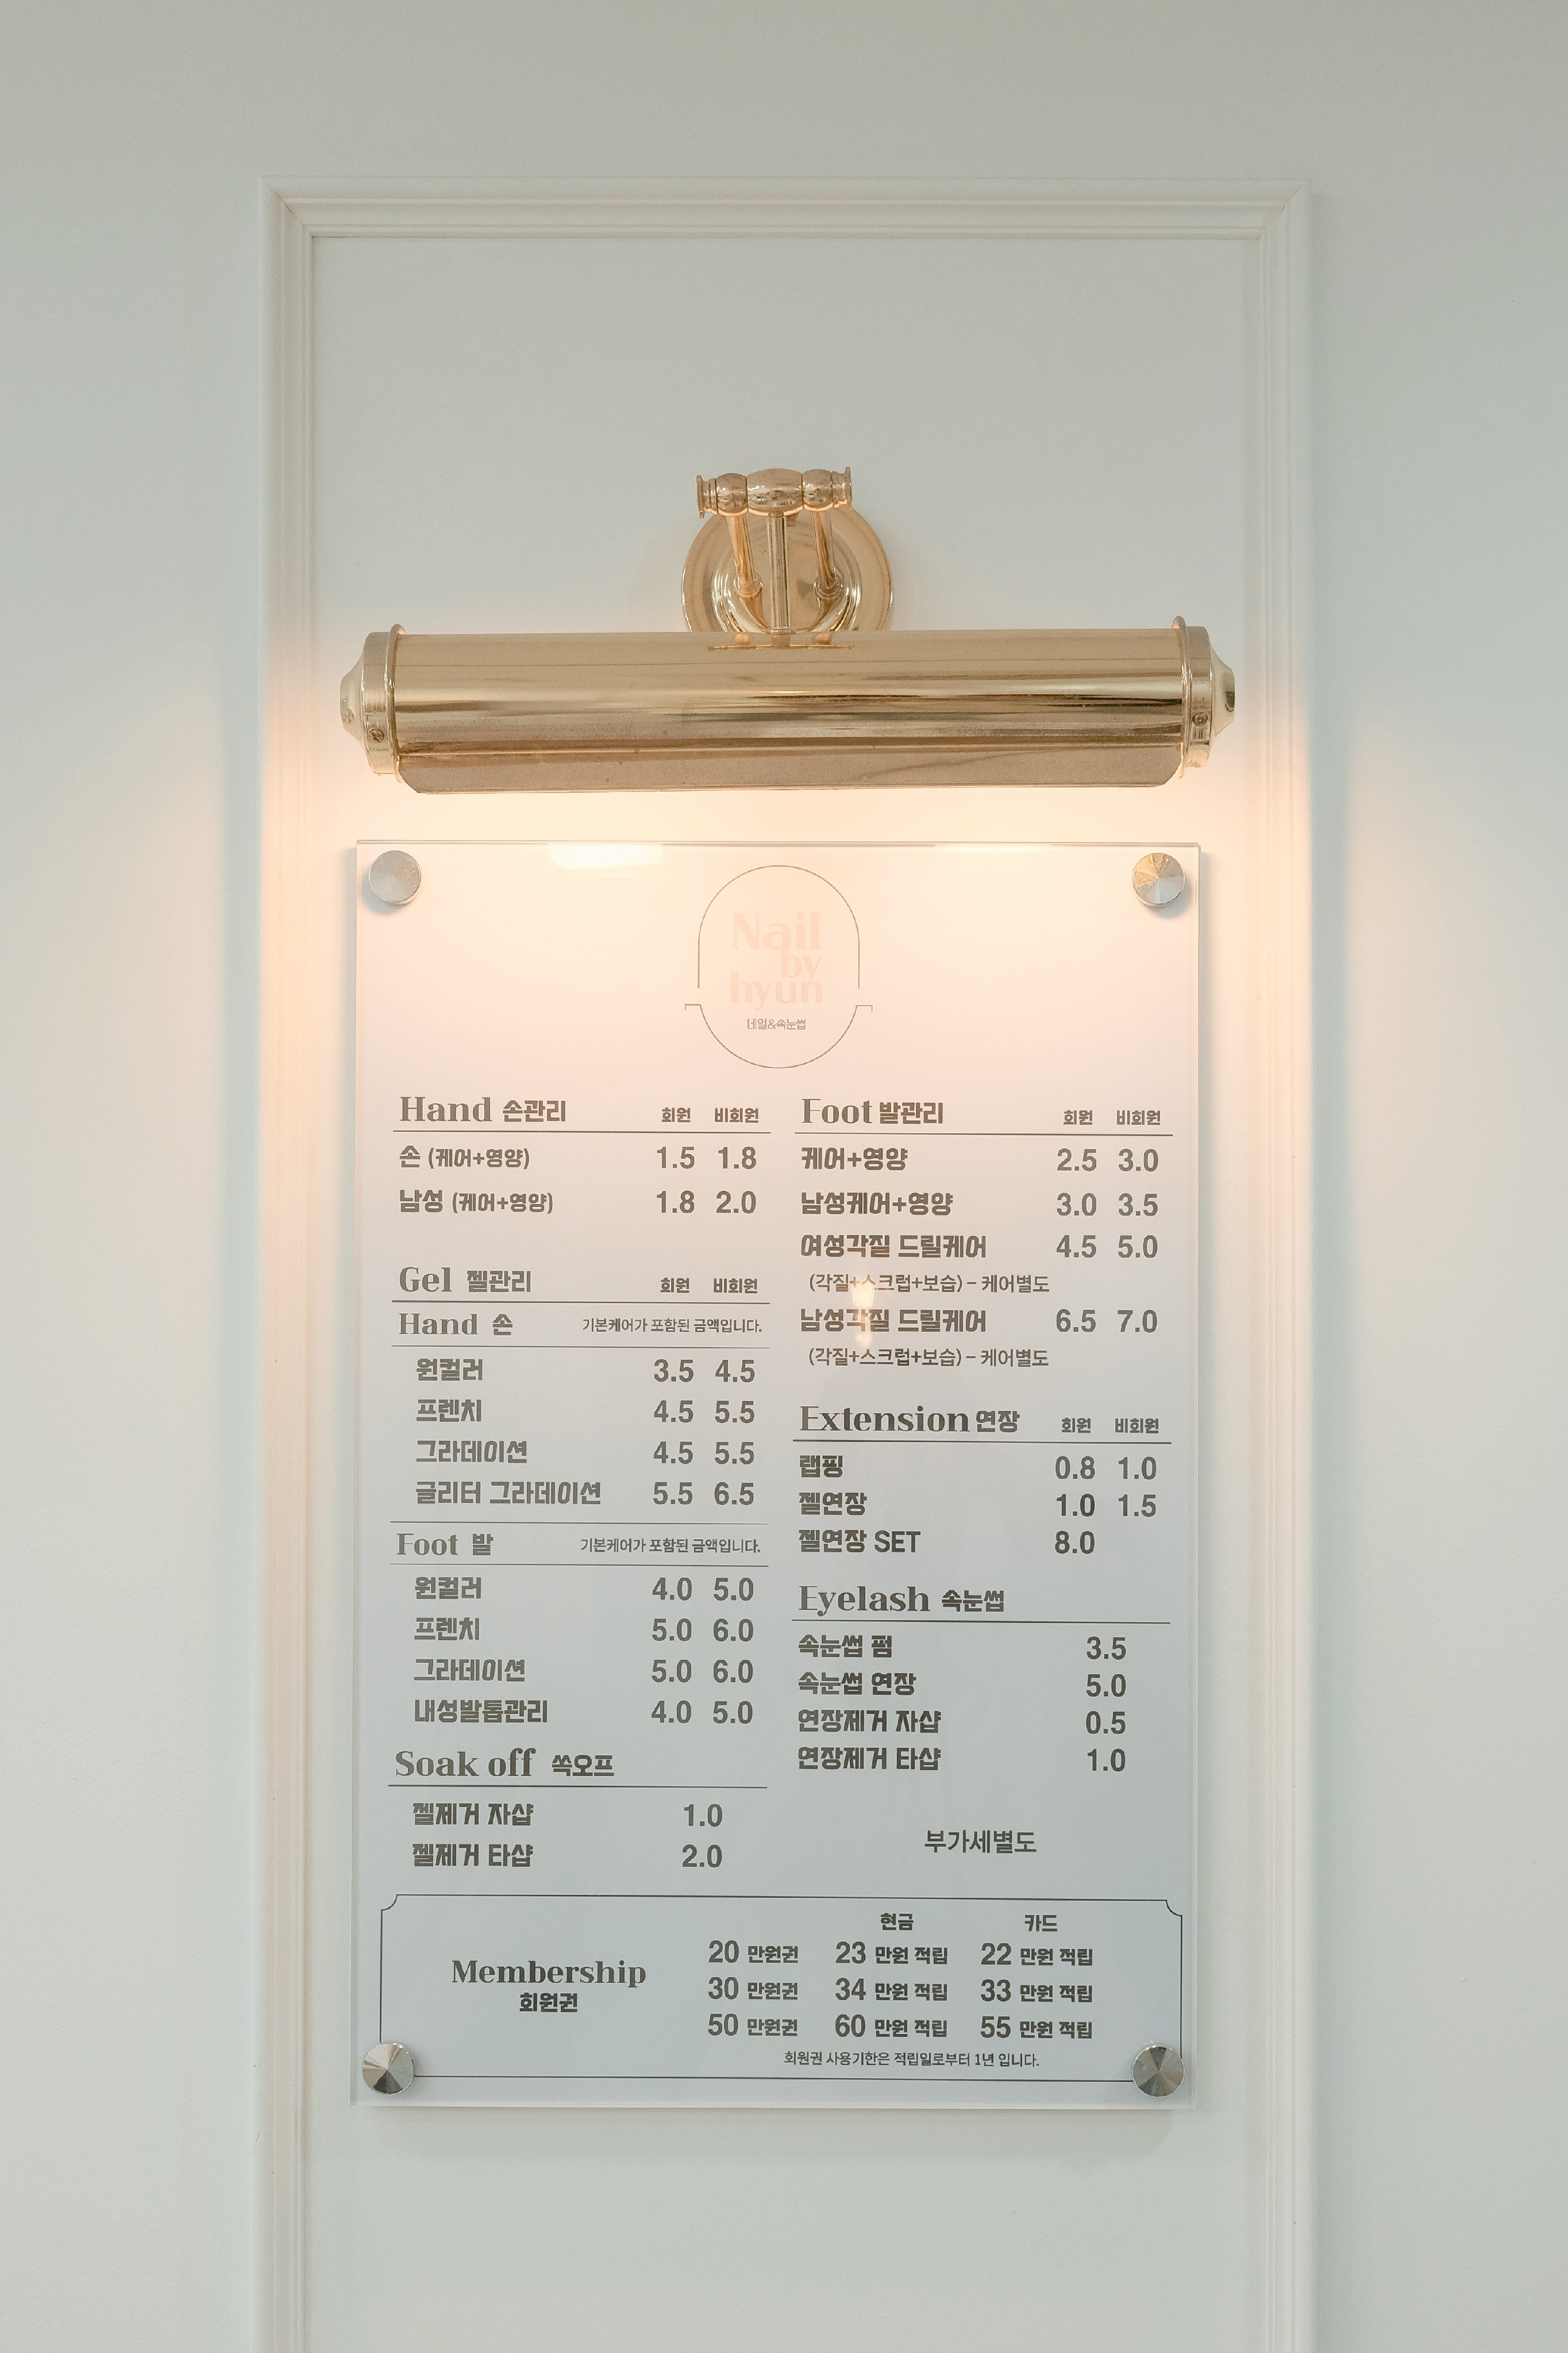 Nail
by
hyun
네일&속눈썹
Hand 손관리 회원 비회원
손 (케어+영양) 1.5 1.8
남성 (케어+영양) 1.8 2.0
Gel 젤관리 회원 비회원
Hand 손 기본케어가 포함된 금액입니다.
원컬러 3.5 4.5
프렌치 4.5 5.5
그라데이션 4.5 5.5
글리터 그라데이션 5.5 6.5
Foot 발 기본케어가 포함된 금액입니다.
원컬러 4.0 5.0
프렌치 5.0 6.0
그라데이션 5.0 6.0
내성발톱관리 4.0 5.0
Soak off 쏙오프
젤제거 자샵 1.0
젤제거 타샵 2.0
Foot 발관리 회원 비회원
케어+영양 2.5 3.0
남성케어+영양 3.0 3.5
여성각질 드릴케어 4.5 5.0
(각질+스크럽+보습) – 케어별도
남성각질 드릴케어 6.5 7.0
(각질+스크럽+보습) – 케어별도
Extension 연장 회원 비회원
랩핑 0.8 1.0
젤연장 1.0 1.5
젤연장 SET 8.0
Eyelash 속눈썹
속눈썹 펌 3.5
속눈썹 연장 5.0
연장제거 자샵 0.5
연장제거 타샵 1.0
부가세별도
Membership
회원권
현금 카드
20 만원권 23 만원 적립 22 만원 적립
30 만원권 34 만원 적립 33 만원 적립
50 만원권 60 만원 적립 55 만원 적립
회원권 사용기한은 적립일로부터 1년 입니다.